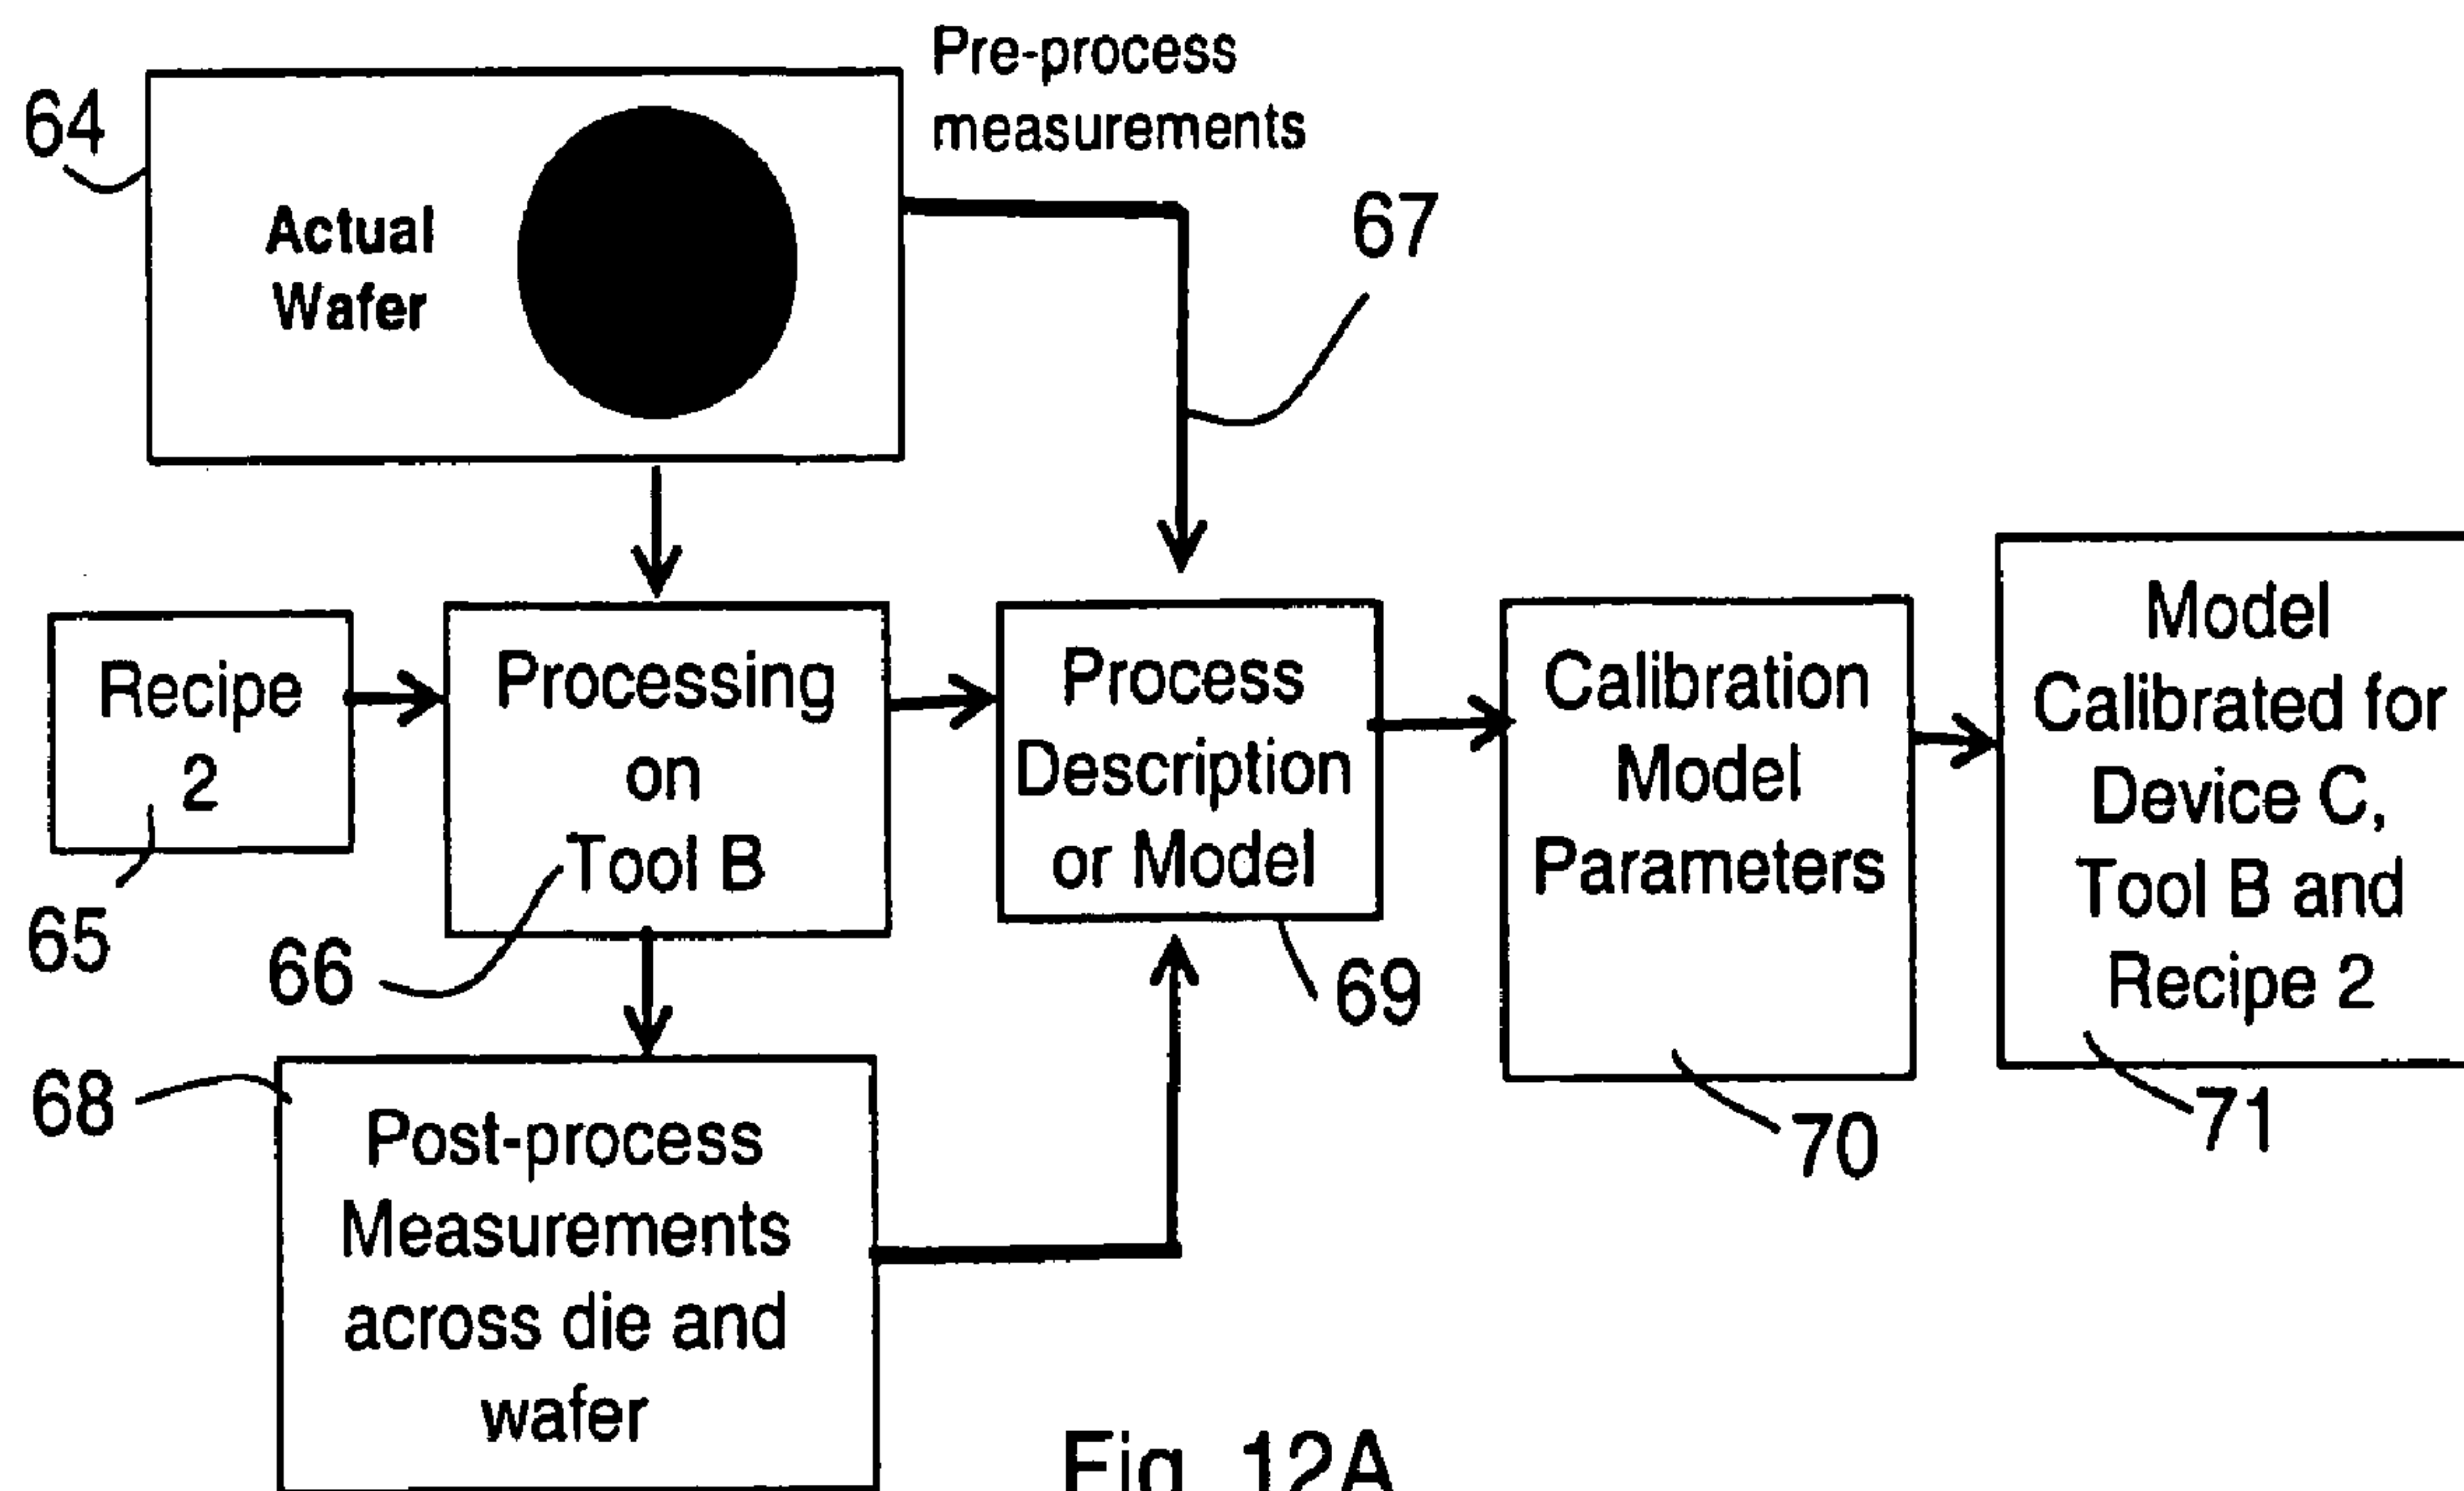 Pre-process
measurements
64
Actual
Wafer
67
Recipe
2
65
Processing
on
Tool B
66
Process
Description
or Model
69
Calibration
Model
Parameters
70
Model
Calibrated for
Device C,
Tool B and
Recipe 2
71
68
Post-process
Measurements
across die and
wafer
Fig. 12A